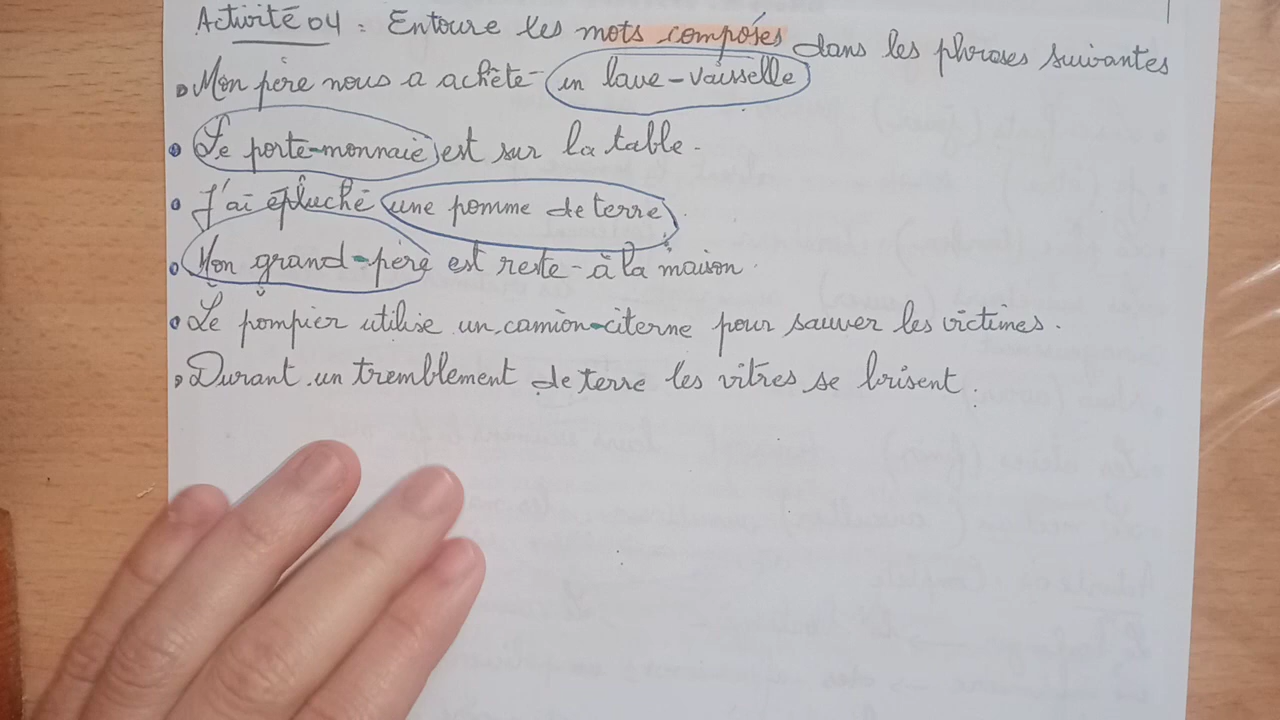 Activité 04 : Entoure les mots composés dans les phrases suivantes
• Mon père nous a achêté un lave-vaisselle
• Le porte-monnaie est sur la table.
• J'ai épluché une pomme de terre.
• Mon grand-père est resté à la maison.
• Le pompier utilise un camion-citerne pour sauver les victimes.
• Durant un tremblement de terre les vitres se brisent.